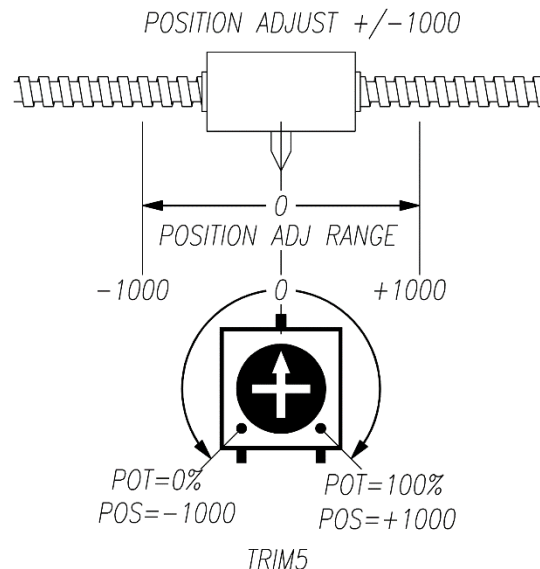 POSITION ADJUST +/-1000
0
POSITION ADJ RANGE
-1000 0 +1000
POT=0% POT=100%
POS=-1000 POS=+1000
TRIM5